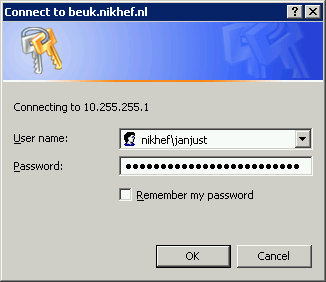 Connect to beuk.nikhef.nl
Connecting to 10.255.255.1
User name: nikhef\janjust
Password: ●●●●●●●●●●●●●●●●●●●●●●●●●
Remember my password
OK Cancel